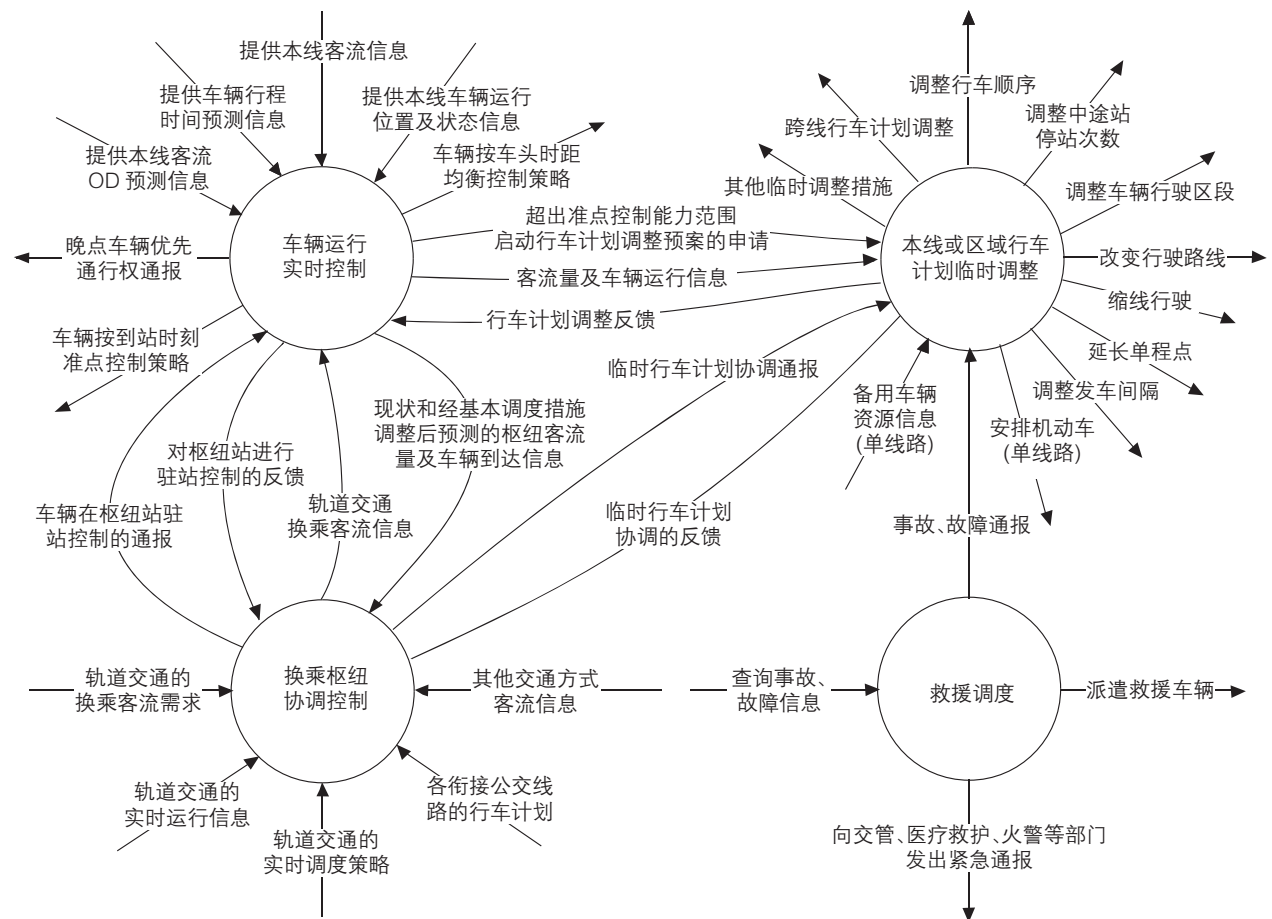 提供本线客流信息
提供车辆行程
时间预测信息
提供本线车辆运行
位置及状态信息
提供本线客流
OD 预测信息
车辆按车头时距
均衡控制策略
晚点车辆优先
通行权通报
车辆运行
实时控制
超出准点控制能力范围
启动行车计划调整预案的申请
客流量及车辆运行信息
行车计划调整反馈
车辆按到站时刻
准点控制策略
调整行车顺序
跨线行车计划调整
调整中途站
停站次数
其他临时调整措施
调整车辆行驶区段
本线或区域行车
计划临时调整
改变行驶路线
缩线行驶
延长单程点
调整发车间隔
安排机动车
(单线路)
备用车辆
资源信息
(单线路)
临时行车计划协调通报
现状和经基本调度措施
调整后预测的枢纽客流
量及车辆到达信息
对枢纽站进行
驻站控制的反馈
轨道交通
换乘客流信息
车辆在枢纽站驻
站控制的通报
临时行车计划
协调的反馈
事故、故障通报
轨道交通的
换乘客流需求
换乘枢纽
协调控制
其他交通方式
客流信息
查询事故、
故障信息
救援调度
派遣救援车辆
轨道交通的
实时运行信息
轨道交通的
实时调度策略
各衔接公交线
路的行车计划
向交管、医疗救护、火警等部门
发出紧急通报